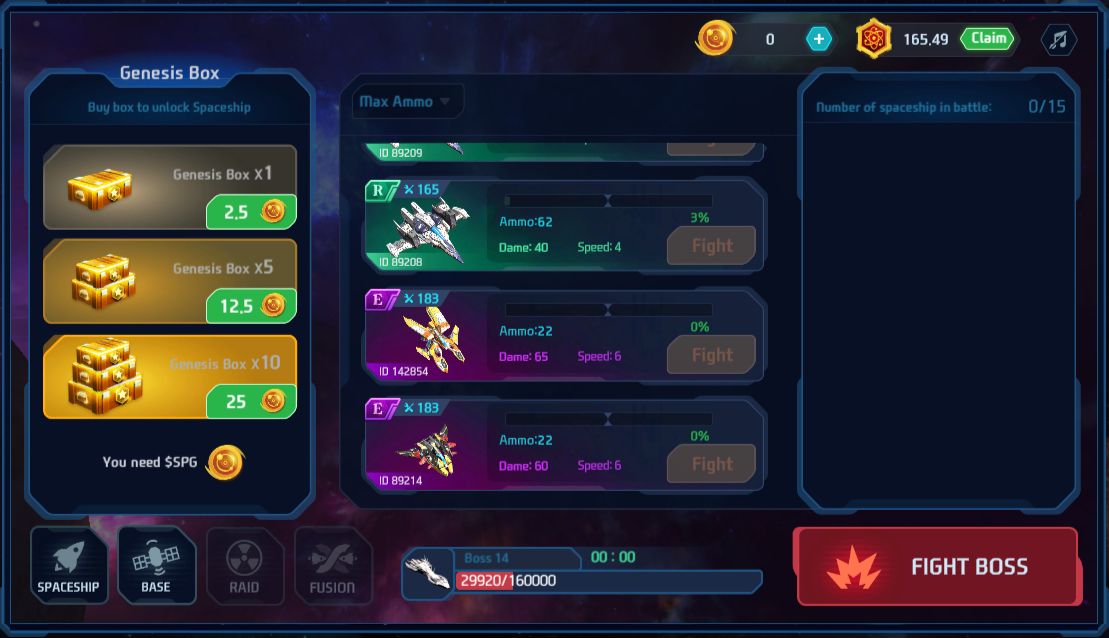 0
165.49
Claim
Genesis Box
Buy box to unlock Spaceship
Genesis Box X1
2.5
Genesis Box X5
12.5
Genesis Box X10
25
You need $SPG
Max Ammo
ID 89209
Fight
R
165
Ammo:62
3%
Dame: 40
Speed: 4
Fight
ID 89208
E
183
Ammo:22
0%
Dame: 65
Speed: 6
Fight
ID 142854
E
183
Ammo:22
0%
Dame: 60
Speed: 6
Fight
ID 89214
Number of spaceship in battle:
0/15
SPACESHIP
BASE
RAID
FUSION
Boss 14
00 : 00
29920/160000
FIGHT BOSS